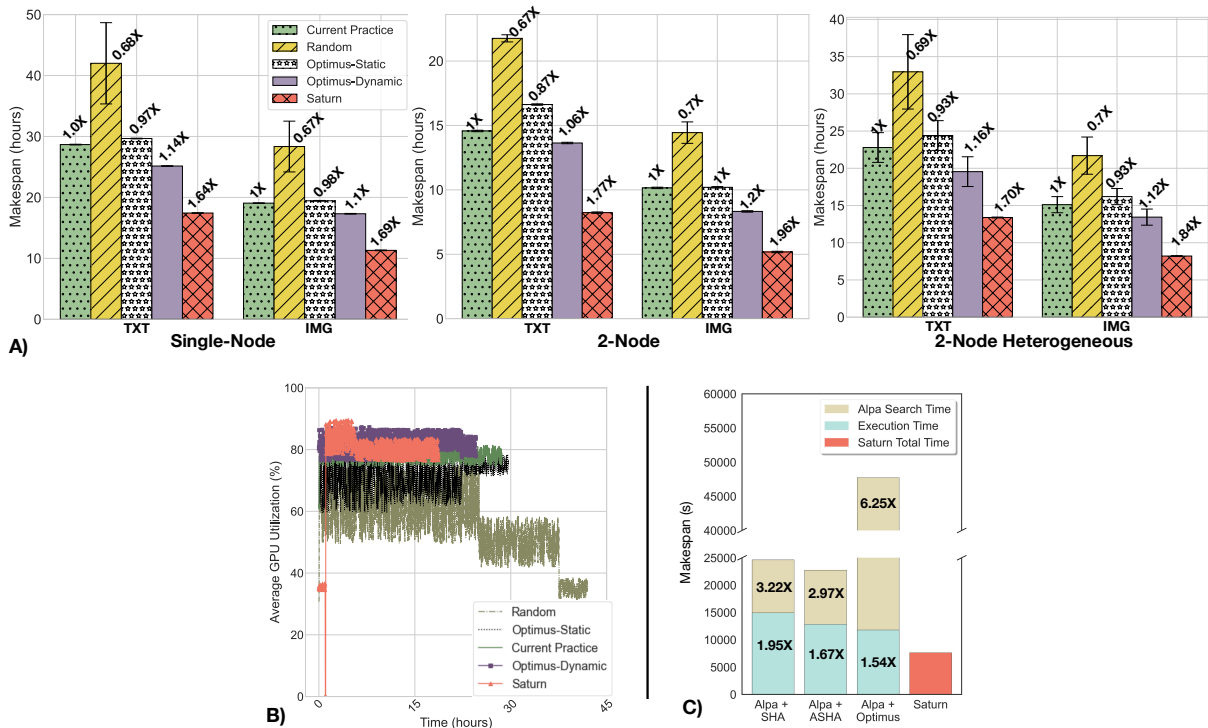 50
40
30
20
10
0
Makespan (hours)
Current Practice
Random
Optimus-Static
Optimus-Dynamic
Saturn
1.0X
0.68X
0.97X
1.14X
1.64X
1X
0.67X
0.98X
1.1X
1.69X
TXT
IMG
Single-Node
20
15
10
5
0
Makespan (hours)
1X
0.67X
0.87X
1.06X
1.77X
1X
0.7X
1X
1.2X
1.96X
TXT
IMG
2-Node
40
35
30
25
20
15
10
5
0
Makespan (hours)
1X
0.69X
0.93X
1.16X
1.70X
1X
0.7X
0.93X
1.12X
1.84X
TXT
IMG
2-Node Heterogeneous
A)
100
80
60
40
20
0
Average GPU Utilization (%)
Random
Optimus-Static
Current Practice
Optimus-Dynamic
Saturn
0
15
30
45
Time (hours)
B)
60000
55000
50000
45000
40000
25000
20000
15000
10000
5000
0
Makespan (s)
Alpa Search Time
Execution Time
Saturn Total Time
3.22X
1.95X
2.97X
1.67X
6.25X
1.54X
Alpa +
SHA
Alpa +
ASHA
Alpa +
Optimus
Saturn
C)